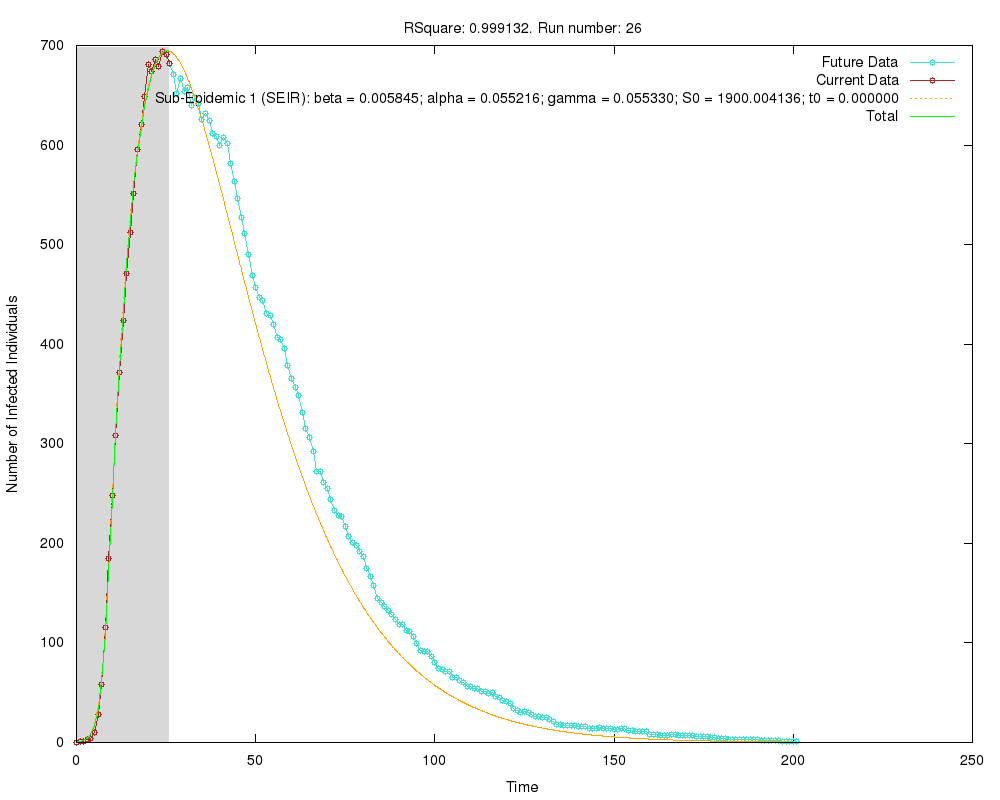 RSquare: 0.999132. Run number: 26
Future Data
Current Data
Sub-Epidemic 1 (SEIR): beta = 0.005845; alpha = 0.055216; gamma = 0.055330; S0 = 1900.004136; t0 = 0.000000
Total
Number of Infected Individuals
700
600
500
400
300
200
100
0
0 50 100 150 200 250
Time